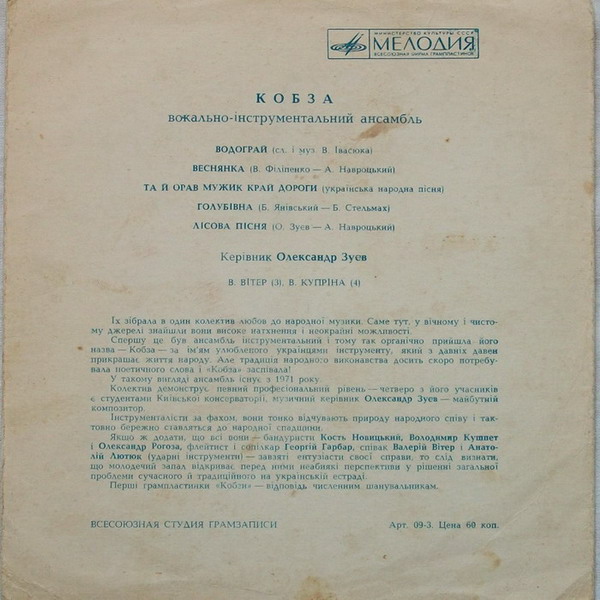 МИНИСТЕРСТВО КУЛЬТУРЫ СССР
МЕЛОДИЯ
ВСЕСОЮЗНАЯ ФИРМА ГРАМПЛАСТИНОК
КОБЗА
вокально-інструментальний ансамбль
ВОДОГРАЙ (сл. і муз. В. Івасюка)
ВЕСНЯНКА (В. Філіпенко — А. Навроцький)
ТА Й ОРАВ МУЖИК КРАЙ ДОРОГИ (українська народна пісня)
ГОЛУБІВНА (Б. Янівський — Б. Стельмах)
ЛІСОВА ПІСНЯ (О. Зуєв — А. Навроцький)
Керівник Олександр Зуєв
В. ВІТЕР (3), В. КУПРІНА (4)
Їх зібрала в один колектив любов до народної музики. Саме тут, у вічному і чисто-
му джерелі знайшли вони високе натхнення і неокраїні можливості.
Спершу це був ансамбль інструментальний і тому так органічно прийшла його
назва — Кобза — за ім'ям улюбленого українцями інструменту, який з давніх давен
прикрашає життя народу. Але традиція народного виконавства досить скоро потребу-
вала поетичного слова і «Кобза» заспівала!
У такому вигляді ансамбль існує з 1971 року.
Колектив демонструє певний професіональний рівень — четверо з його учасників
є студентами Київської консерваторії, музичний керівник Олександр Зуєв — майбутній
композитор.
Інструменталісти за фахом, вони тонко відчувають природу народного співу і так-
товно бережно ставляться до народної спадщини.
Якщо ж додати, що всі вони — бандуристи Кость Новицький, Володимир Кушпет
і Олександр Рогоза, флейтист і сопілкар Георгій Гарбар, співак Валерій Вітер і Анато-
лій Лютюк (ударні інструменти) — завзяті ентузіасти своєї справи, то слід визнати,
що молодечий запал відкриває перед ними неабиякі перспективи у рішенні загальної
проблеми сучасного й традиційного на українській естраді.
Перші грампластинки «Кобзи» — відповідь численним шанувальникам.
ВСЕСОЮЗНАЯ СТУДИЯ ГРАМЗАПИСИ
Арт. 09-3. Цена 60 коп.